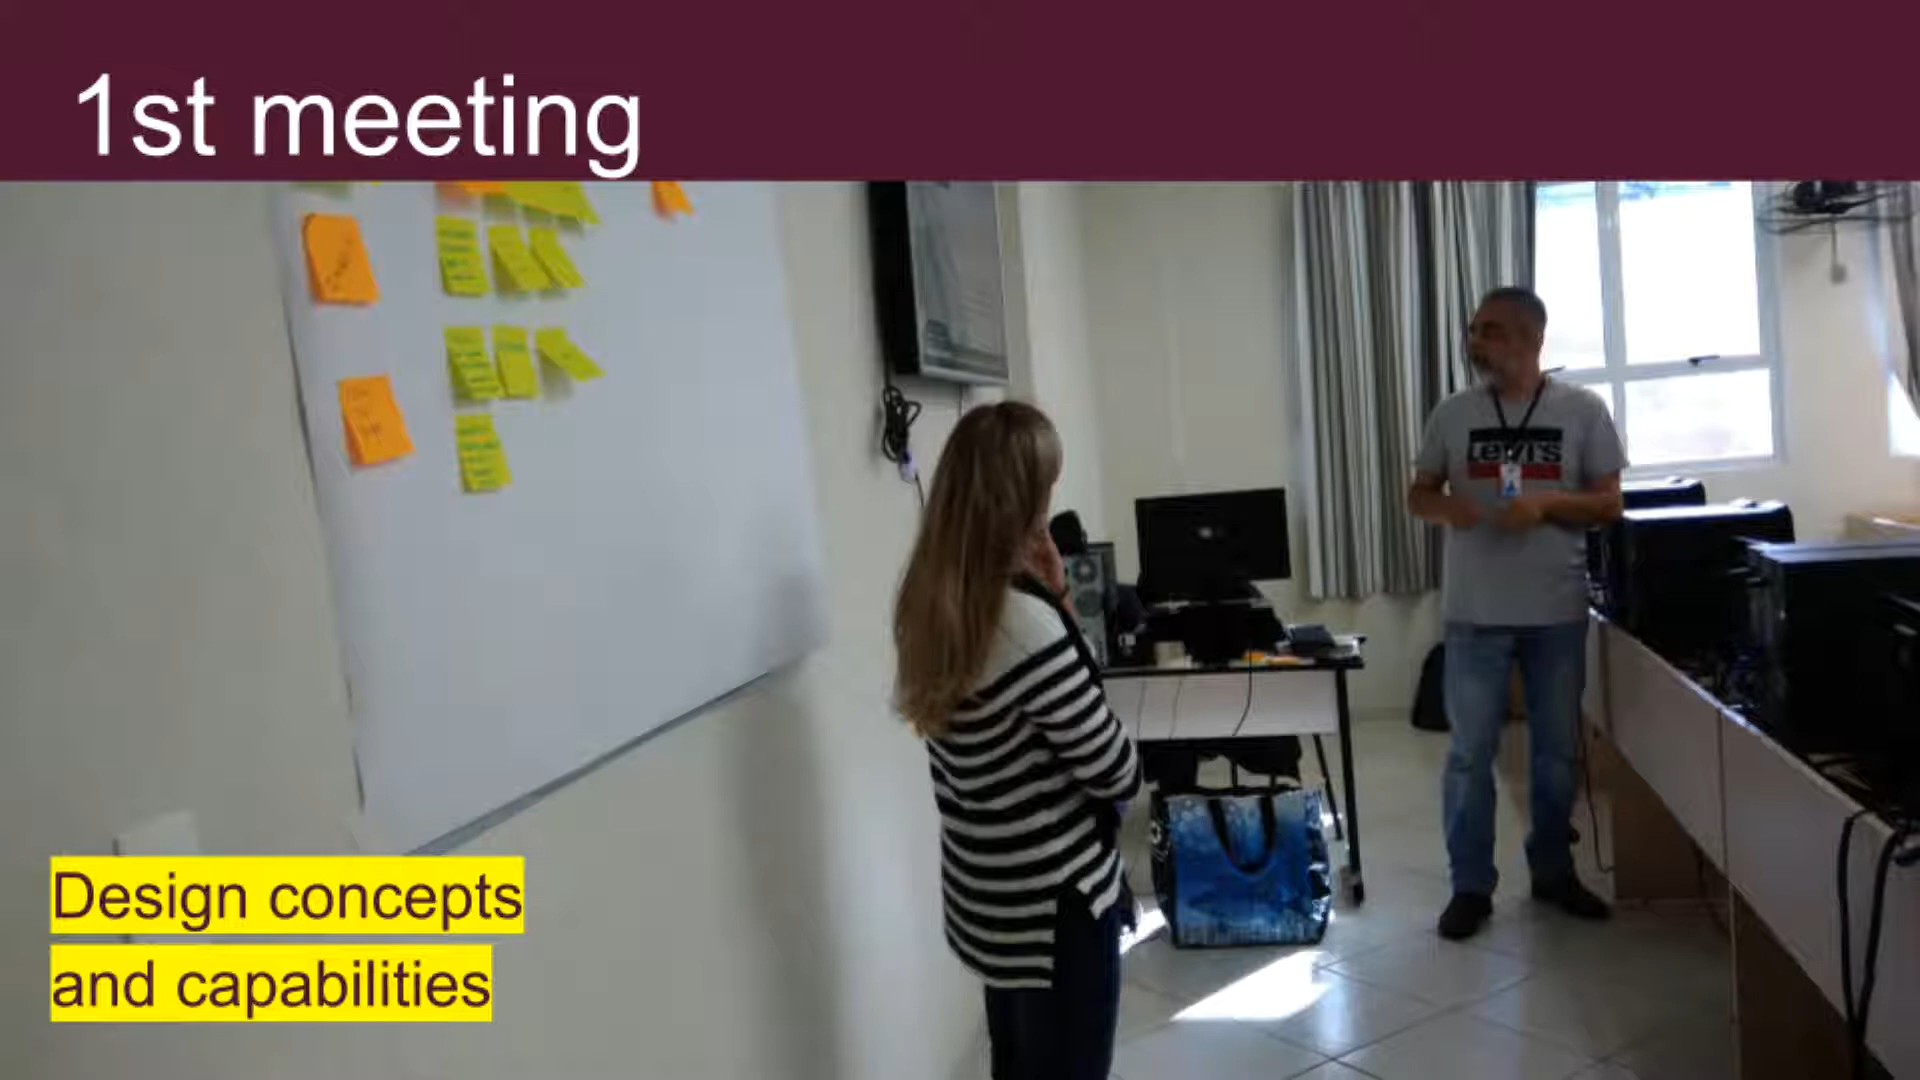 1st meeting
Levi's
Design concepts
and capabilities